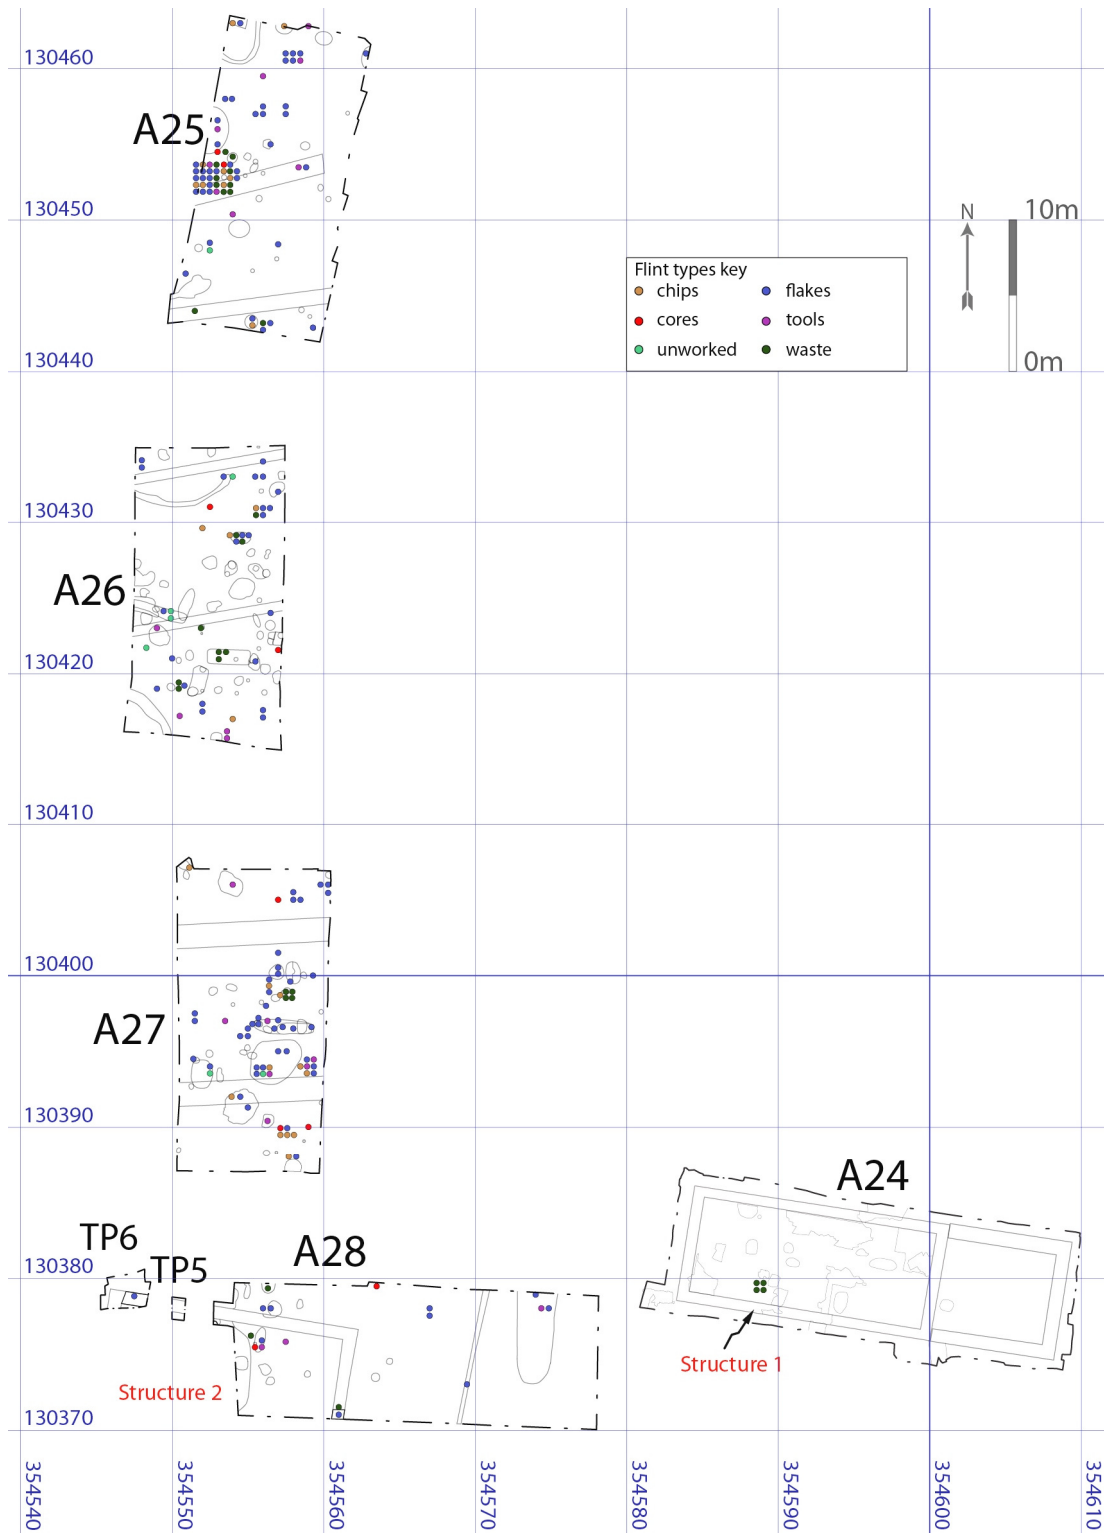 130460
A25
130450
N
10m
Flint types key
chips
flakes
cores
tools
unworked
waste
130440
0m
130430
A26
130420
130410
130400
A27
130390
A24
TP6
TP5
A28
130380
Structure 1
Structure 2
130370
354540
354550
354560
354570
354580
354590
354600
354610